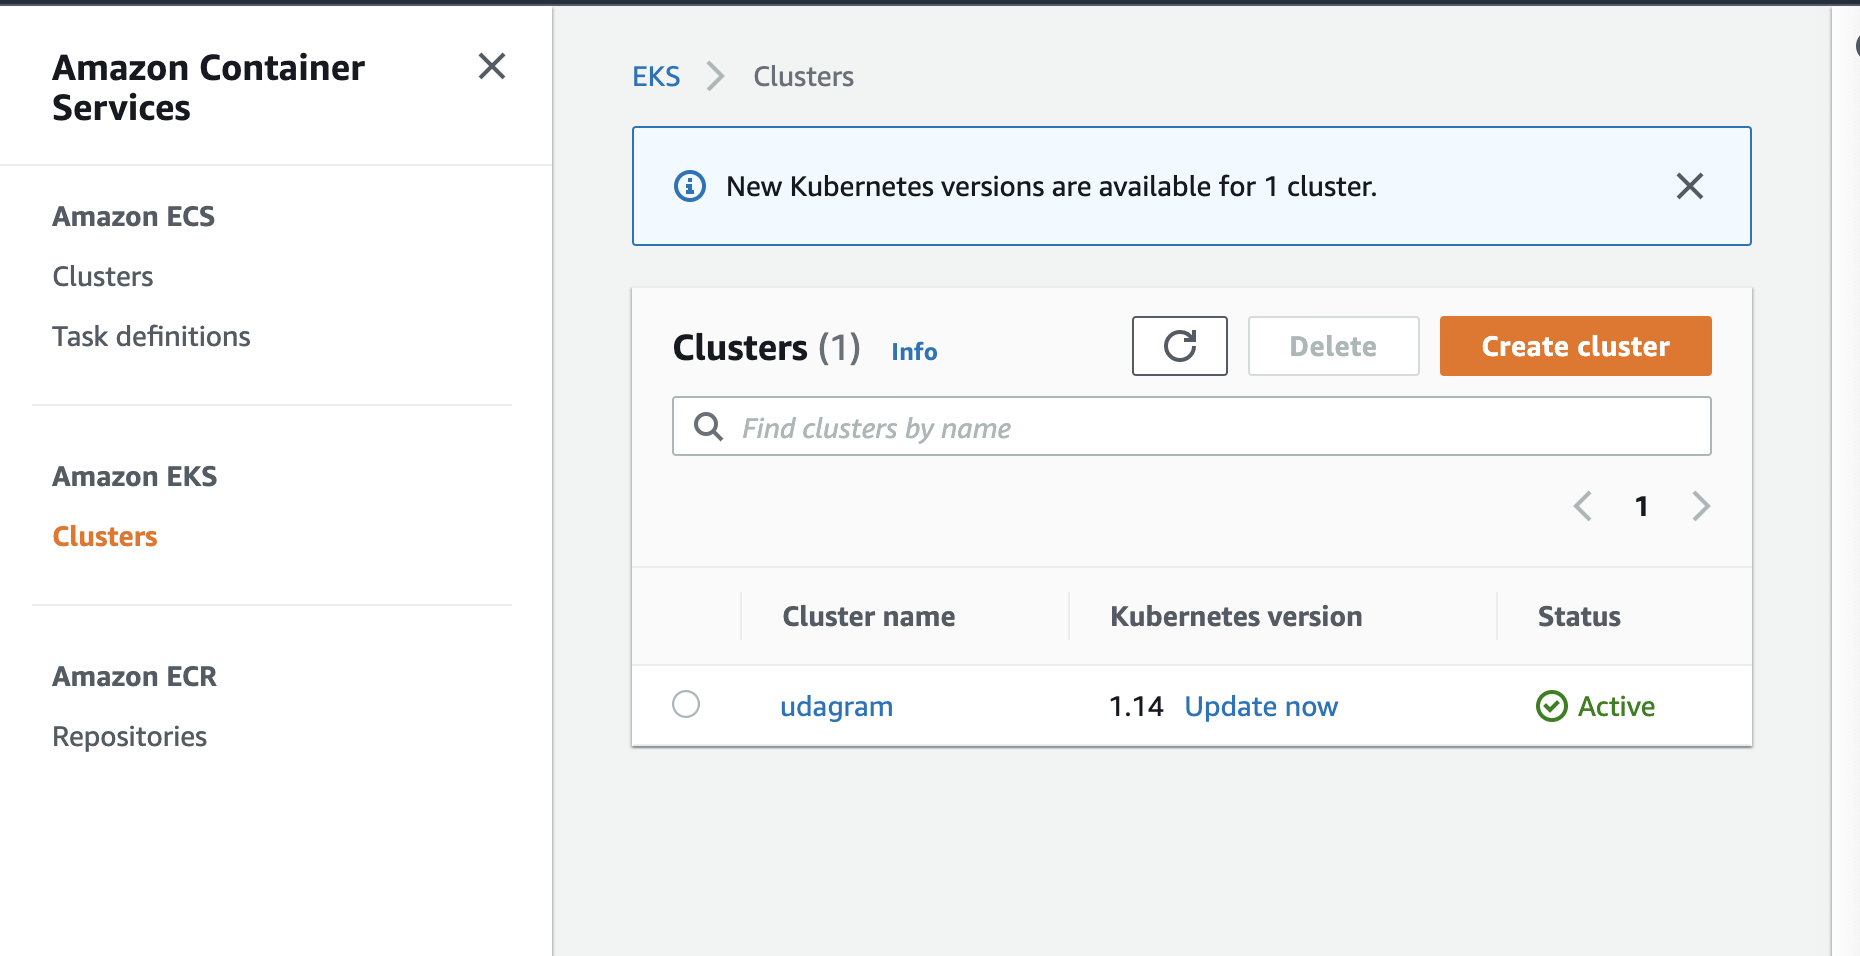 Amazon Container
Services
Amazon ECS
Clusters
Task definitions
Amazon EKS
Clusters
Amazon ECR
Repositories
EKS > Clusters
New Kubernetes versions are available for 1 cluster.
Clusters (1) Info
Delete
Create cluster
Find clusters by name
1
Cluster name Kubernetes version Status
udagram 1.14 Update now Active